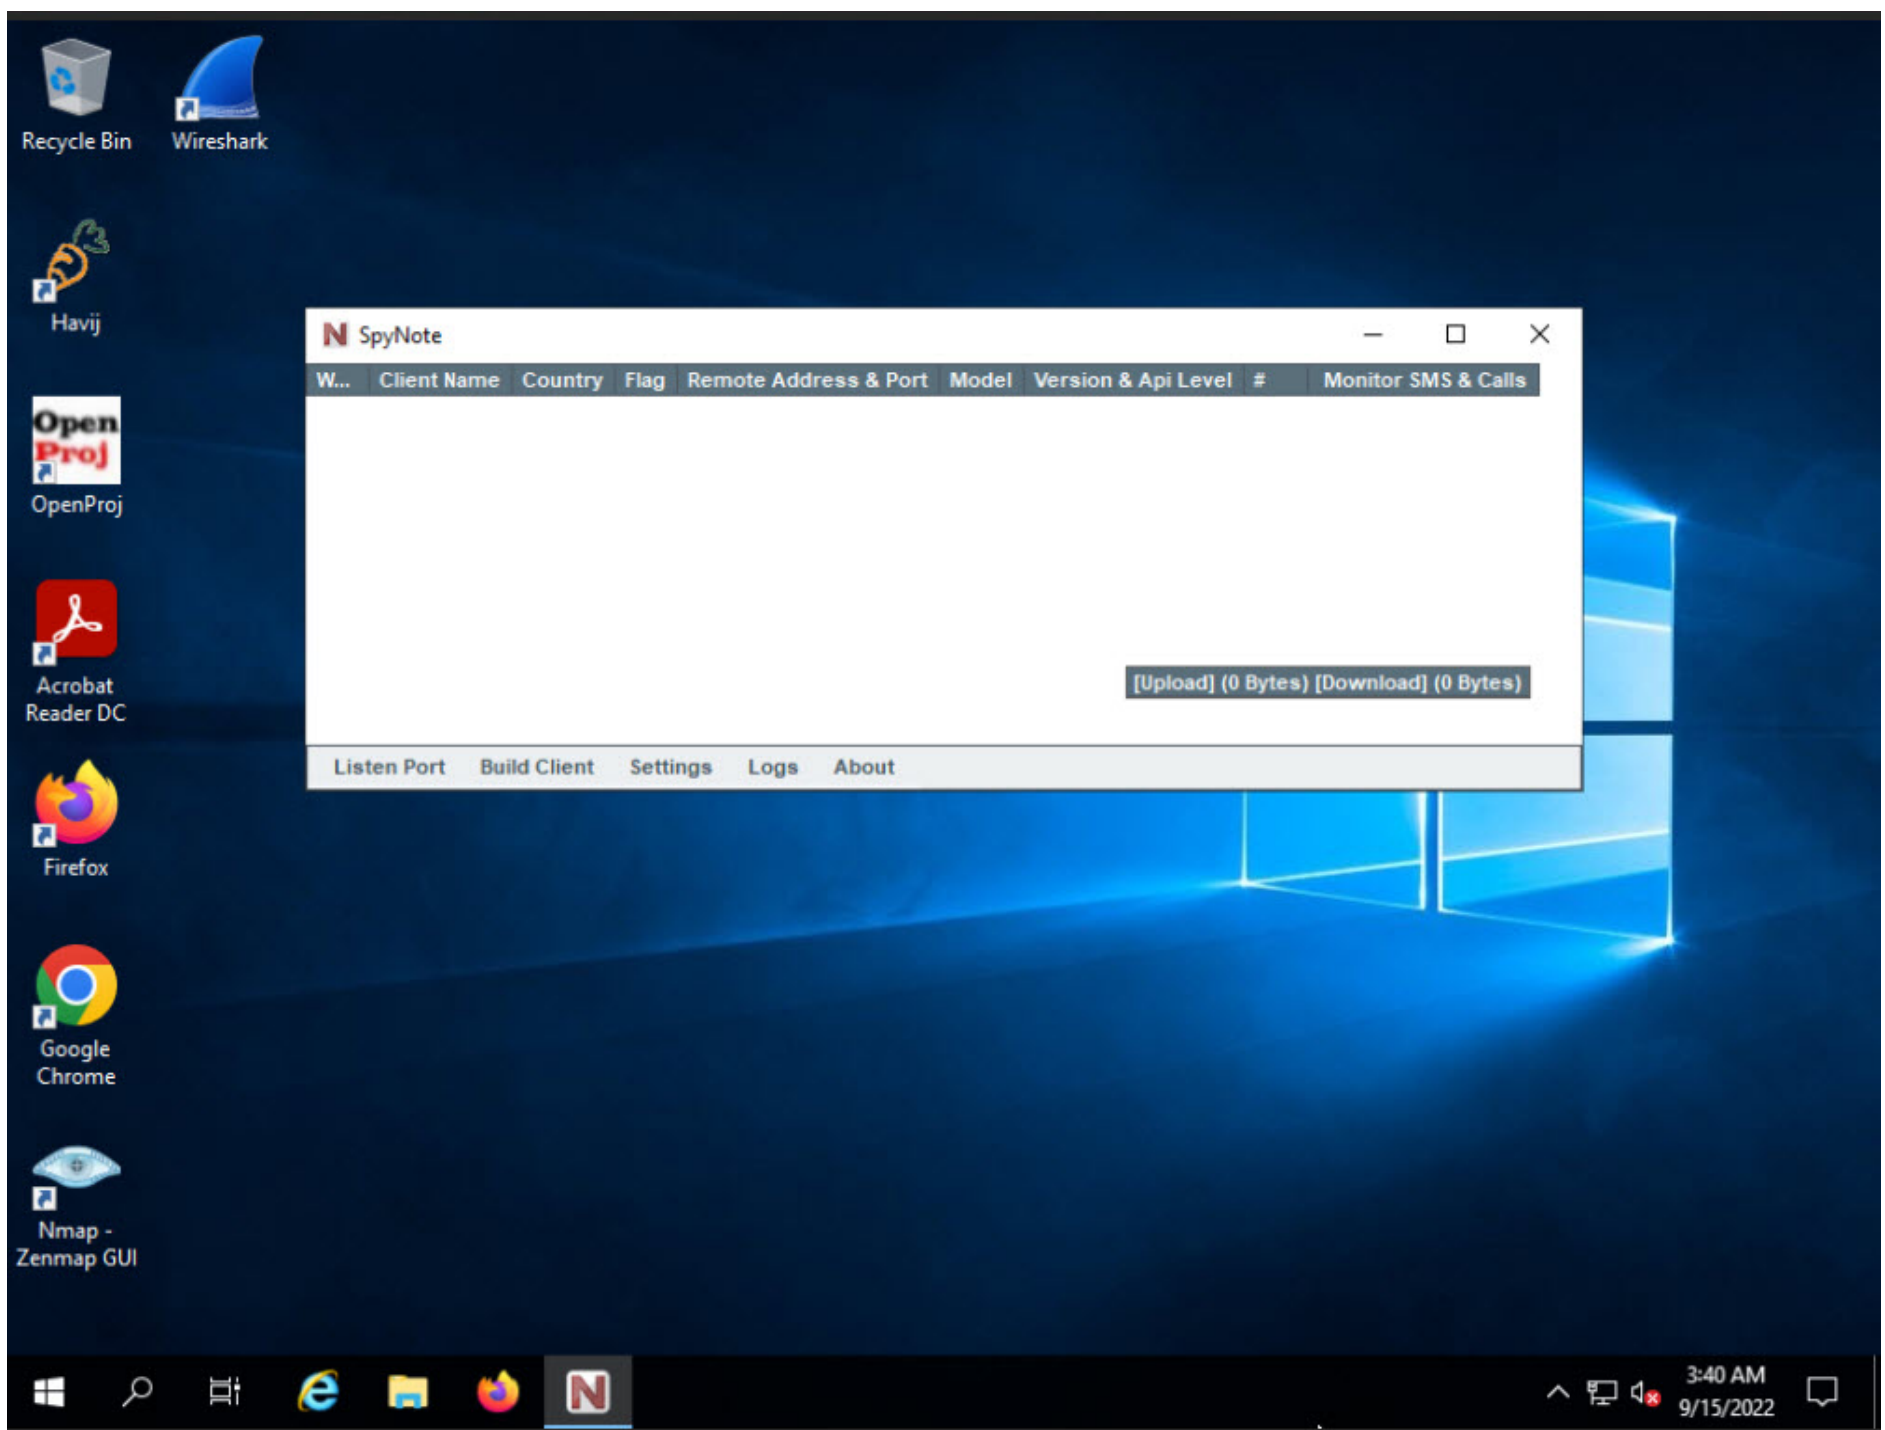 Recycle Bin
Wireshark
Havij
Open
Proj
OpenProj
Acrobat
Reader DC
Firefox
Google
Chrome
Nmap -
Zenmap GUI
N SpyNote
W... Client Name Country Flag Remote Address & Port Model Version & Api Level # Monitor SMS & Calls
[Upload] (0 Bytes) [Download] (0 Bytes)
Listen Port Build Client Settings Logs About
N
3:40 AM
9/15/2022